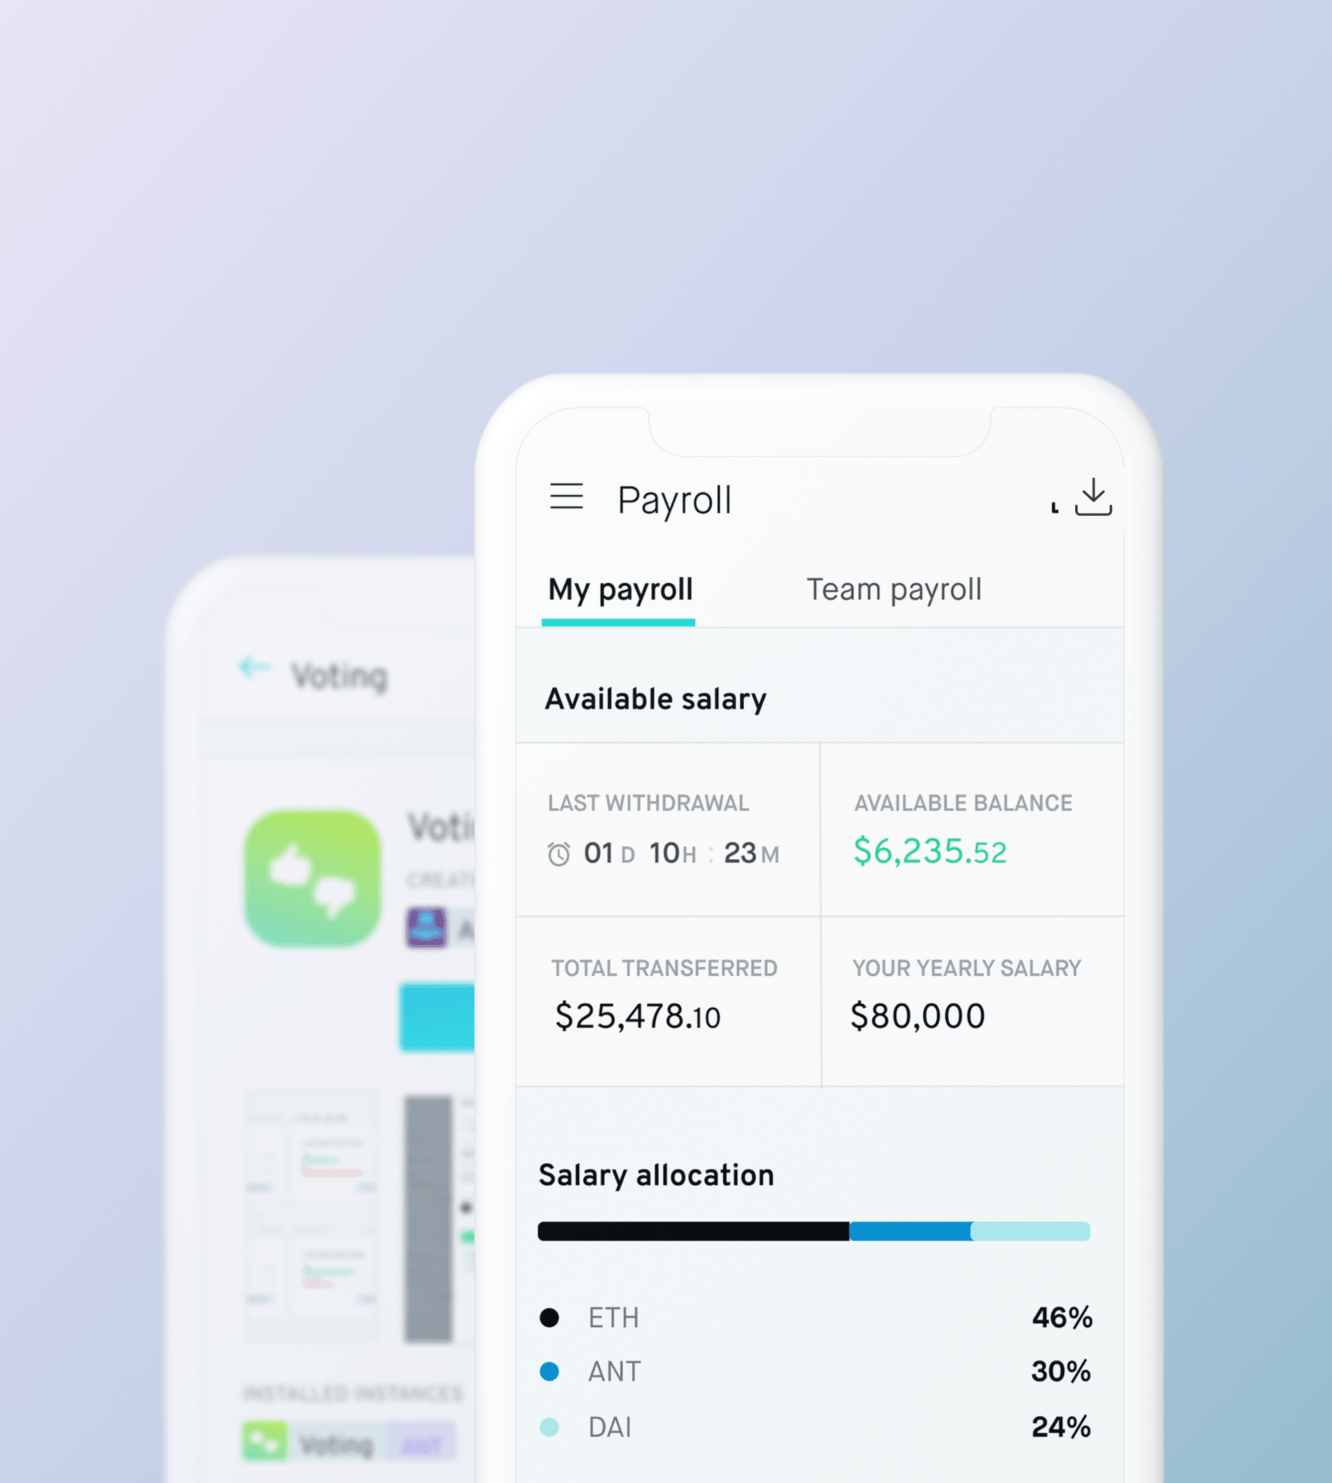 Payroll
My payroll Team payroll
Available salary
LAST WITHDRAWAL AVAILABLE BALANCE
01 D 10 H : 23 M $6,235.52
TOTAL TRANSFERRED YOUR YEARLY SALARY
$25,478.10 $80,000
Salary allocation
ETH 46%
ANT 30%
DAI 24%
Voting
Voti
CREAT
A
INSTALLED INSTANCES
Voting ANT